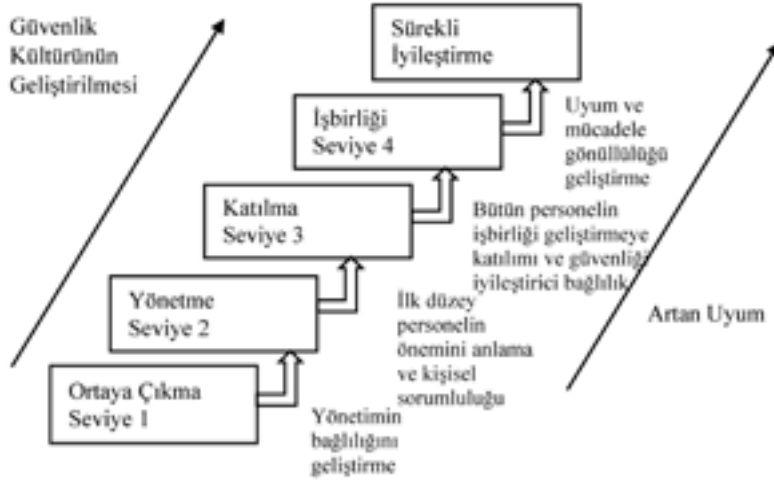 Güvenlik
Kültürünün
Geliştirilmesi
Sürekli
İyileştirme
İşbirliği
Seviye 4
Uyum ve
mücadele
gönüllülüğü
geliştirme
Katılma
Seviye 3
Bütün personelin
işbirliği geliştirmeye
katılımı ve güvenliği
iyileştirici bağlılık
Yönetme
Seviye 2
İlk düzey
personelin
önemini anlama
ve kişisel
sorumluluğu
Artan Uyum
Ortaya Çıkma
Seviye 1
Yönetimin
bağlılığını
geliştirme